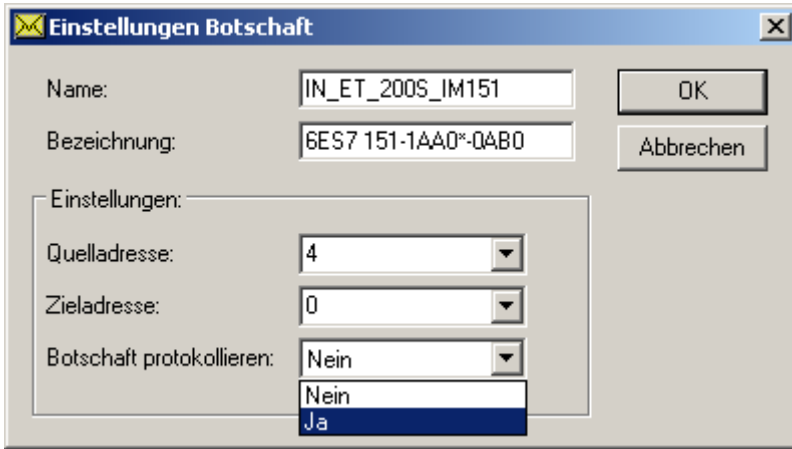 Einstellungen Botschaft
Name: IN_ET_200S_IM151 OK
Bezeichnung: 6ES7 151-1AA0*-0AB0 Abbrechen
Einstellungen:
Quelladresse: 4
Zieladresse: 0
Botschaft protokollieren: Nein
Nein
Ja